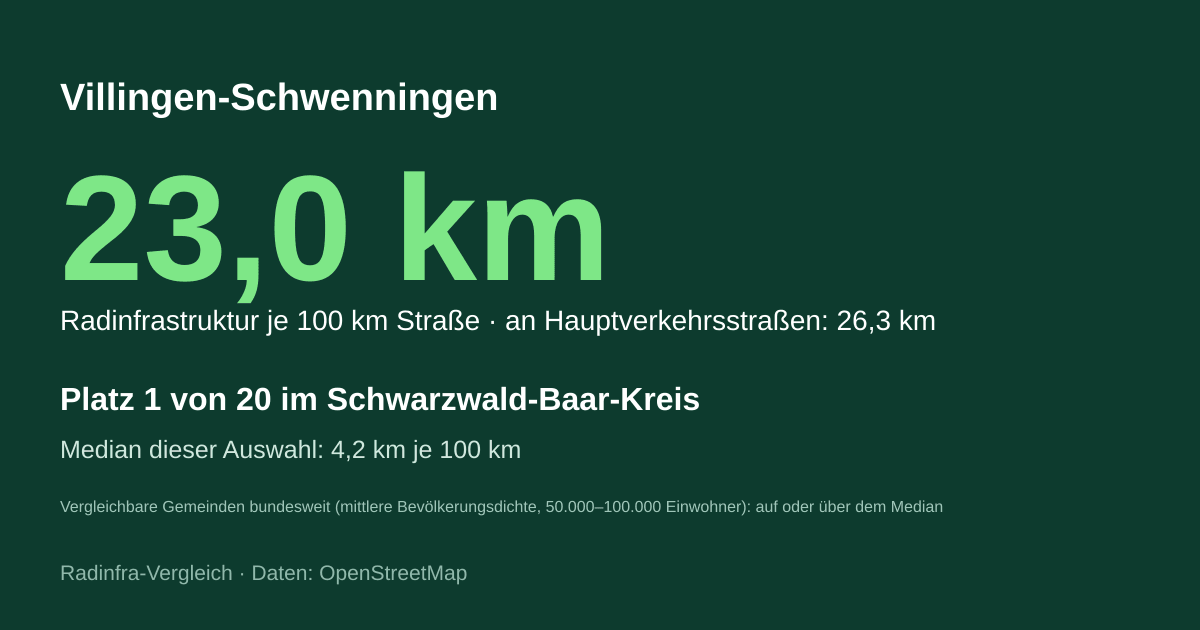 Villingen-Schwenningen
23,0 km
Radinfrastruktur je 100 km Straße · an Hauptverkehrsstraßen: 26,3 km
Platz 1 von 20 im Schwarzwald-Baar-Kreis
Median dieser Auswahl: 4,2 km je 100 km
Vergleichbare Gemeinden bundesweit (mittlere Bevölkerungsdichte, 50.000–100.000 Einwohner): auf oder über dem Median
Radinfra-Vergleich · Daten: OpenStreetMap